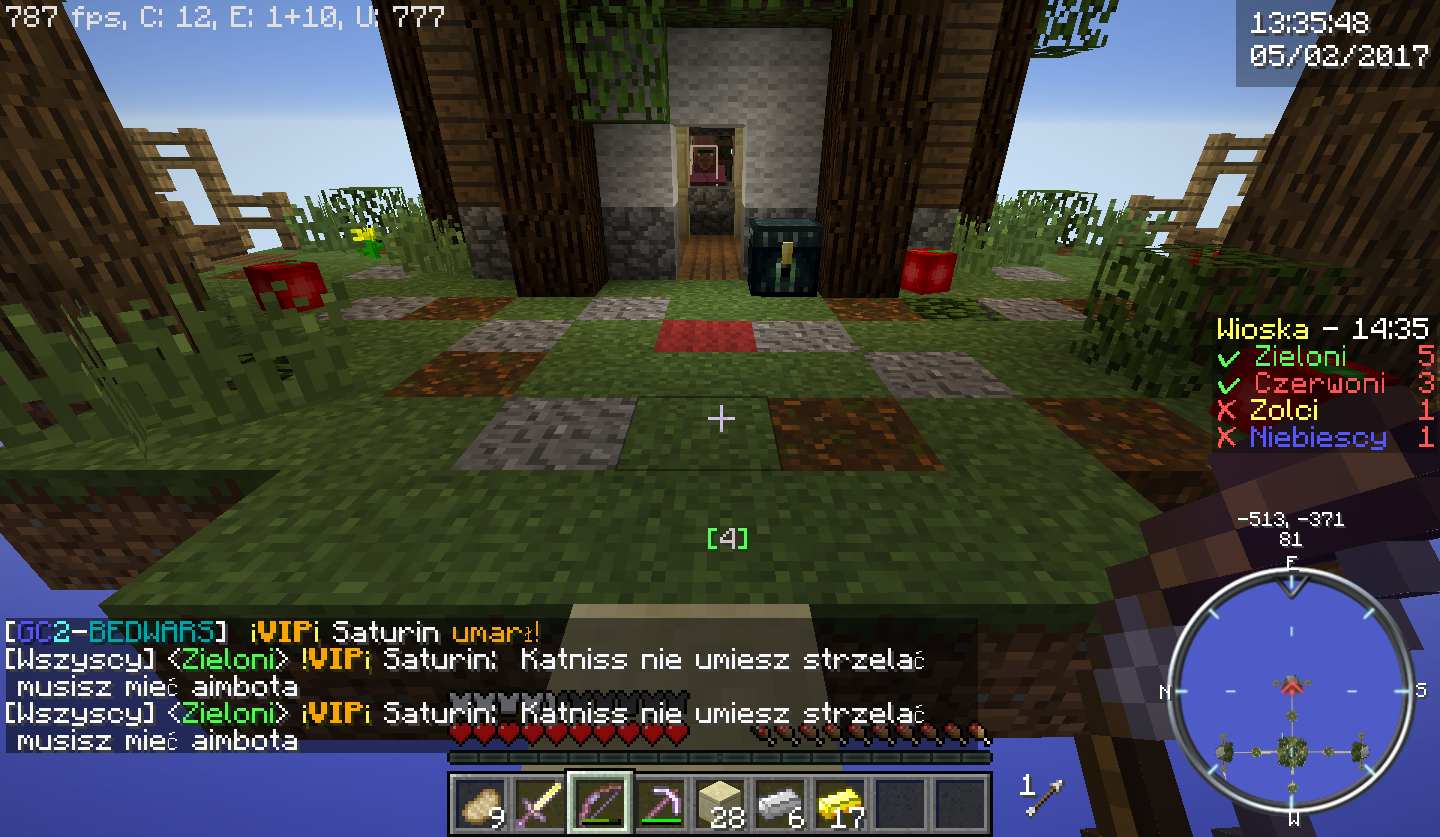 787 fps, C: 12, E: 1+10, U: 777
13:35:48
05/02/2017
Wioska - 14:35
✓ Zieloni 5
✓ Czerwoni 3
✗ Zolci 1
✗ Niebiescy 1
-513, -371
81
E
N
S
W
[4]
[GC2-BEDWARS] ¡VIP¡ Saturin umarł!
[Wszyscy] <Zieloni> !VIP¡ Saturin: Katniss nie umiesz strzelać
musisz mieć aimbota
[Wszyscy] <Zieloni> ¡VIP¡ Saturin: Katniss nie umiesz strzelać
musisz mieć aimbota
9
28
6
17
1